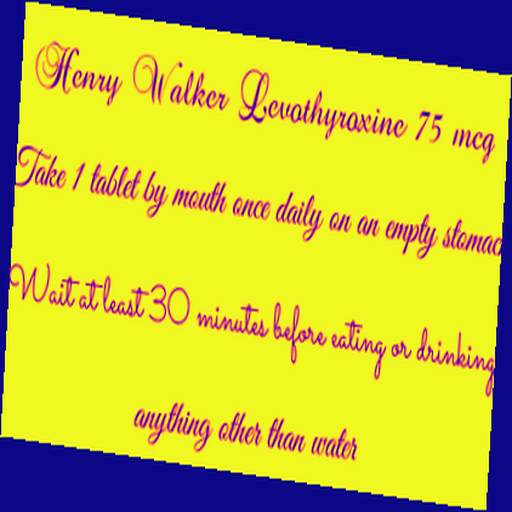 Henry Walker Levothyroxine 75 mcg
Take 1 tablet by mouth once daily on an empty stomac
Wait at least 30 minutes before eating or drinking
anything other than water